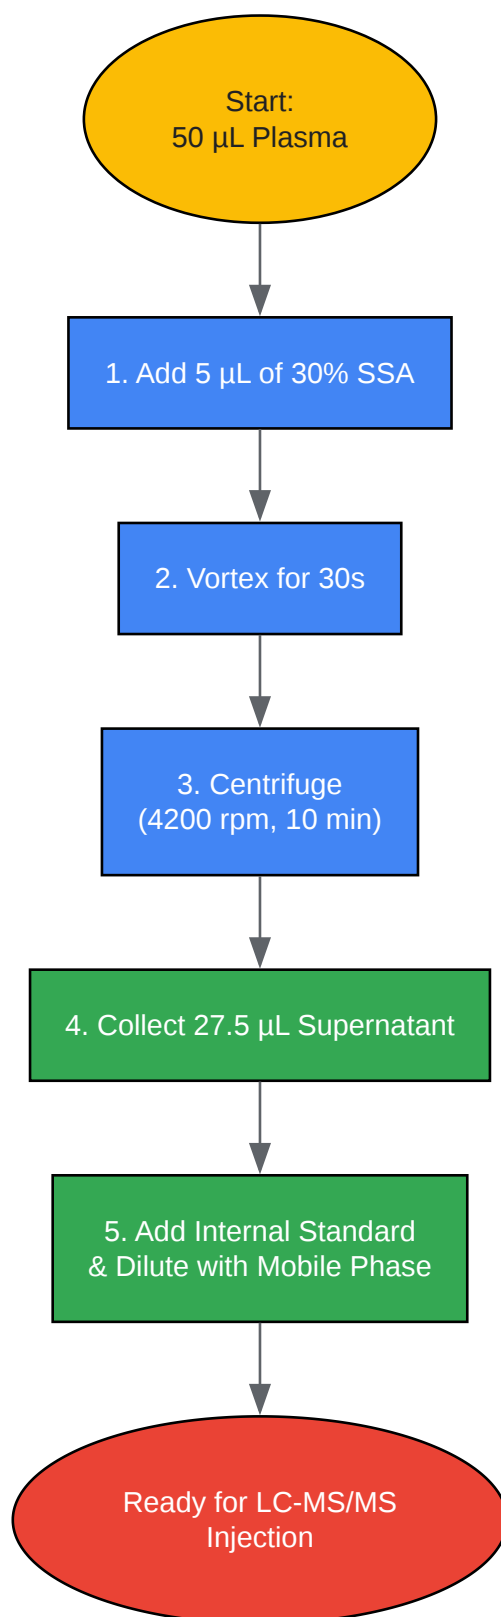 Start:
50 µL Plasma
1. Add 5 µL of 30% SSA
2. Vortex for 30s
3. Centrifuge
(4200 rpm, 10 min)
4. Collect 27.5 µL Supernatant
5. Add Internal Standard
& Dilute with Mobile Phase
Ready for LC-MS/MS
Injection